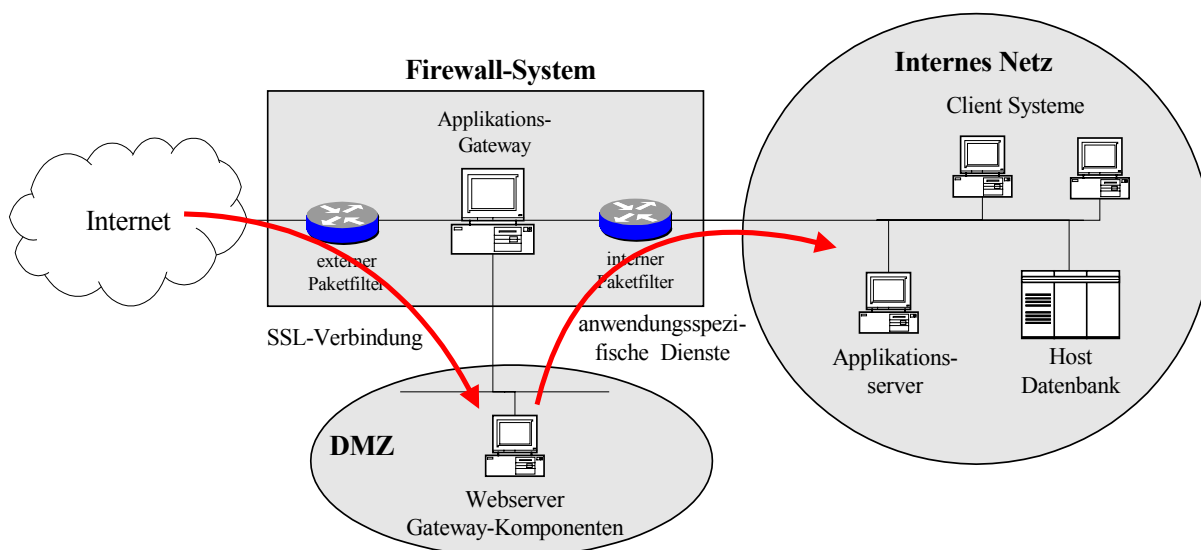 Firewall-System
Internes Netz
Client Systeme
Applikations-
Gateway
Internet
externer
Paketfilter
interner
Paketfilter
SSL-Verbindung
anwendungsspezi-
fische Dienste
Applikations-
server
Host
Datenbank
DMZ
Webserver
Gateway-Komponenten